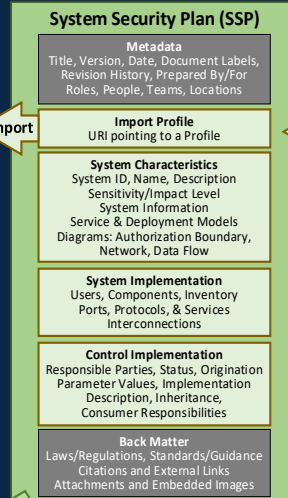 System Security Plan (SSP)
Metadata
Title, Version, Date, Document Labels,
Revision History, Prepared By/For
Roles, People, Teams, Locations
Import Profile
URI pointing to a Profile
System Characteristics
System ID, Name, Description
Sensitivity/Impact Level
System Information
Service & Deployment Models
Diagrams: Authorization Boundary,
Network, Data Flow
System Implementation
Users, Components, Inventory
Ports, Protocols, & Services
Interconnections
Control Implementation
Responsible Parties, Status, Origination
Parameter Values, Implementation
Description, Inheritance,
Consumer Responsibilities
Back Matter
Laws/Regulations, Standards/Guidance
Citations and External Links
Attachments and Embedded Images